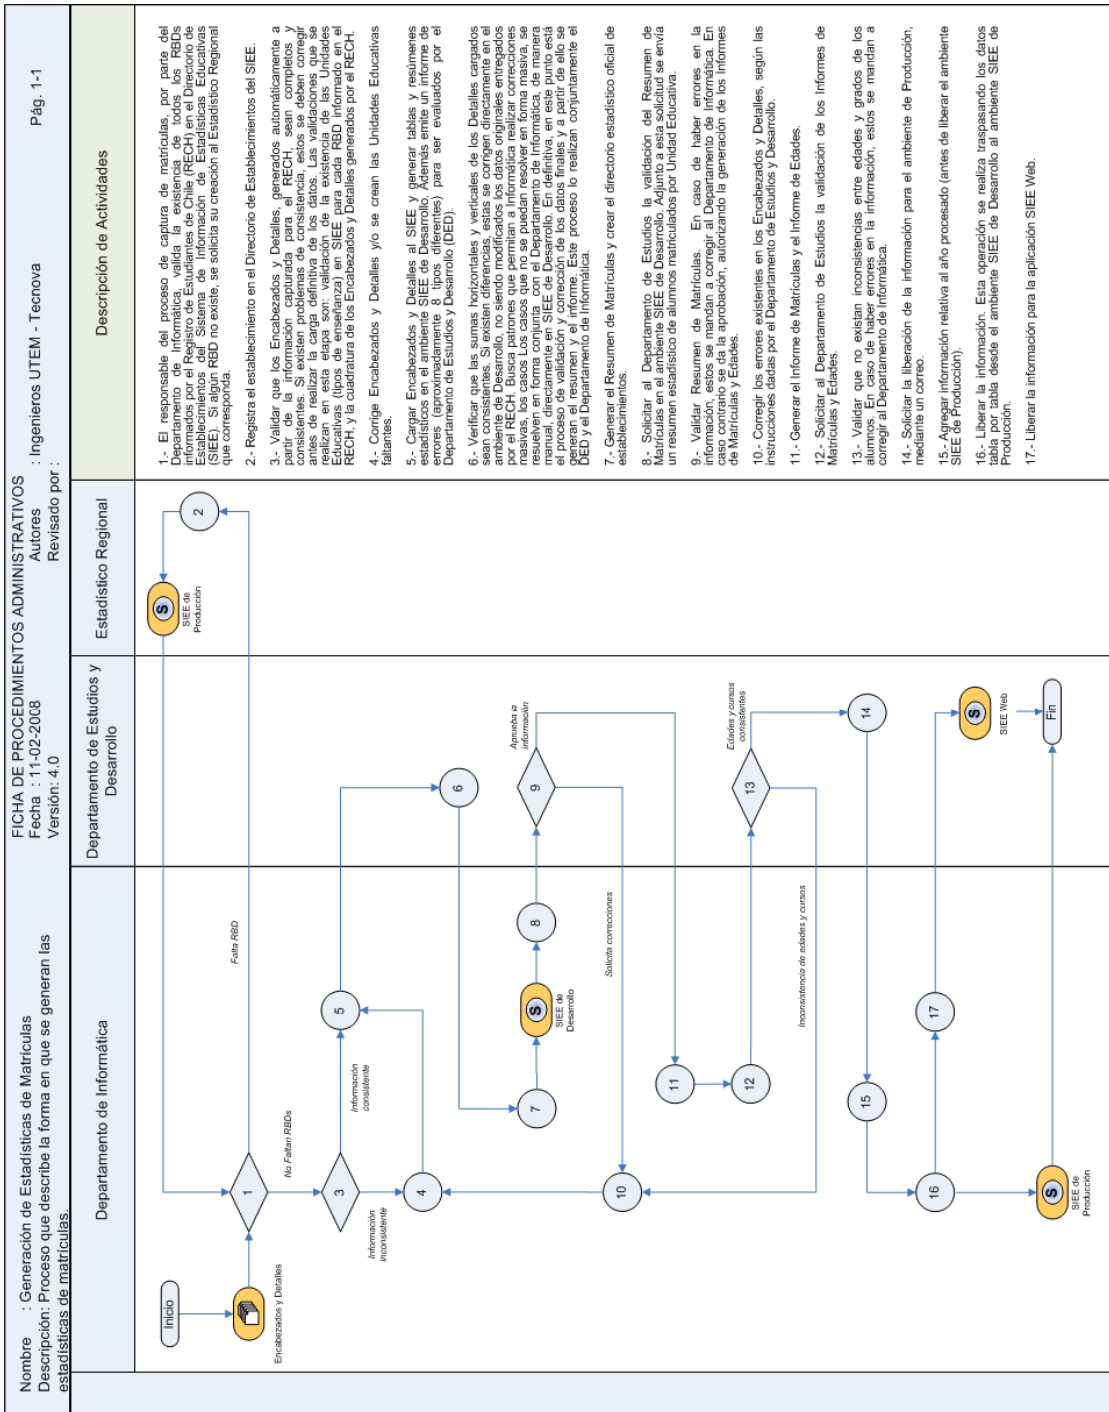 FICHA DE PROCEDIMIENTOS ADMINISTRATIVOS
Nombre : Generación de Estadísticas de Matriculas
Fecha : 11-02-2008
Autores : Ingenieros UTEM - Tecnova
Pág. 1-1
Descripción: Proceso que describe la forma en que se generan las
estadísticas de matrículas.
Versión: 4.0
Revisado por :
Departamento de Informática
Departamento de Estudios y
Desarrollo
Estadístico Regional
Descripción de Actividades
Inicio
Encabezados y Detalles
1
Falta RBD
2
SIEE de
Producción
No Faltan RBDs
3
Información
consistente
Información
inconsistente
4
5
6
7
SIEE de
Desarrollo
8
9
Aprueba la
información
Solicita correcciones
10
11
12
13
Edades y cursos
consistentes
Inconsistencia de edades y cursos
14
15
16
17
SIEE Web
SIEE de
Producción
Fin
1.- El responsable del proceso de captura de matrículas, por parte del
Departamento de Informática, valida la existencia de todos los RBDs
informados por el Registro de Estudiantes de Chile (RECH) en el Directorio de
Establecimientos del Sistema de Información de Estadísticas Educativas
(SIEE). Si algún RBD no existe, se solicita su creación al Estadístico Regional
que corresponda.
2.- Registra el establecimiento en el Directorio de Establecimientos del SIEE.
3.- Validar que los Encabezados y Detalles, generados automáticamente a
partir de la información capturada para el RECH, sean completos y
consistentes. Si existen problemas de consistencia, estos se deben corregir
antes de realizar la carga definitiva de los datos. Las validaciones que se
realizan en esta etapa son: validación de la existencia de las Unidades
Educativas (tipos de enseñanza) en SIEE para cada RBD informado en el
RECH, y la cuadratura de los Encabezados y Detalles generados por el RECH.
4.- Corrige Encabezados y Detalles y/o se crean las Unidades Educativas
faltantes.
5.- Cargar Encabezados y Detalles al SIEE y generar tablas y resúmenes
estadísticos en el ambiente SIEE de Desarrollo. Además emite un informe de
errores (aproximadamente 8 tipos diferentes) para ser evaluados por el
Departamento de Estudios y Desarrollo (DED).
6.- Verificar que las sumas horizontales y verticales de los Detalles cargados
sean consistentes. Si existen diferencias, estas se corrigen directamente en el
ambiente de Desarrollo, no siendo modificados los datos originales entregados
por el RECH. Busca patrones que permitan a Informática realizar correcciones
masivas, los casos Los casos que no se puedan resolver en forma masiva, se
resuelven en forma conjunta con el Departamento de Informática, de manera
manual, directamente en SIEE de Desarrollo. En definitiva, en este punto está
el proceso de validación y corrección de los datos finales y a partir de ello se
generan el resumen y el informe. Este proceso lo realizan conjuntamente el
DED y el Departamento de Informática.
7.- Generar el Resumen de Matrículas y crear el directorio estadístico oficial de
establecimientos.
8.- Solicitar al Departamento de Estudios la validación del Resumen de
Matrículas en el ambiente SIEE de Desarrollo. Adjunto a esta solicitud se envía
un resumen estadístico de alumnos matriculados por Unidad Educativa.
9.- Validar Resumen de Matrículas. En caso de haber errores en la
información, estos se mandan a corregir al Departamento de Informática. En
caso contrario se da la aprobación, autorizando la generación de los Informes
de Matrículas y Edades.
10.- Corregir los errores existentes en los Encabezados y Detalles, según las
instrucciones dadas por el Departamento de Estudios y Desarrollo.
11.- Generar el Informe de Matrículas y el Informe de Edades.
12.- Solicitar al Departamento de Estudios la validación de los Informes de
Matrículas y Edades.
13.- Validar que no existan inconsistencias entre edades y grados de los
alumnos. En caso de haber errores en la información, estos se mandan a
corregir al Departamento de Informática.
14.- Solicitar la liberación de la información para el ambiente de Producción,
mediante un correo.
15.- Agregar información relativa al año procesado (antes de liberar el ambiente
SIEE de Producción).
16.- Liberar la información. Esta operación se realiza traspasando los datos
tabla por tabla desde el ambiente SIEE de Desarrollo al ambiente SIEE de
Producción.
17.- Liberar la información para la aplicación SIEE Web.